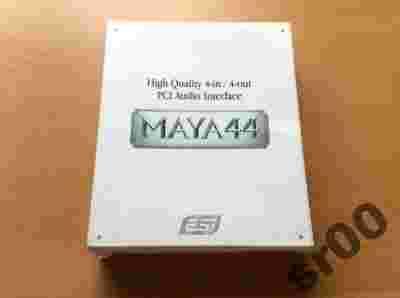 High Quality 4-in / 4-out
PCI Audio Interface
MAYA44
ESI
sr00